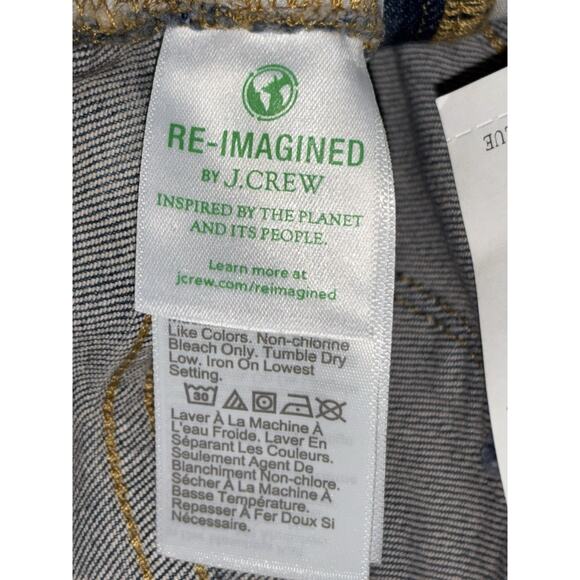 RE-IMAGINED
BY J.CREW
INSPIRED BY THE PLANET
AND ITS PEOPLE.
Learn more at
jcrew.com/reimagined
Like Colors. Non-chlorine
Bleach Only. Tumble Dry
Low. Iron On Lowest
Setting.
30
Laver À La Machine À
L'eau Froide. Laver En
Séparant Les Couleurs.
Seulement Agent De
Blanchiment Non-chlore.
Sécher À La Machine À
Basse Température.
Repasser À Fer Doux Si
Nécessaire.